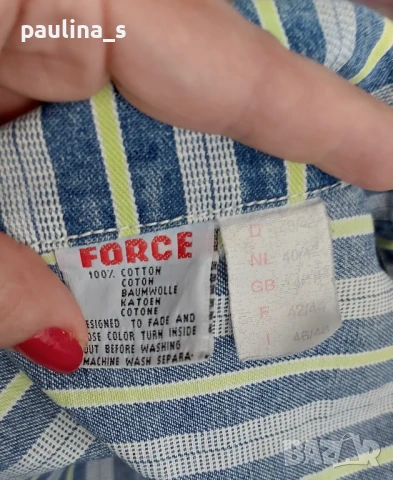 paulina_s
FORCE
100% COTTON
COTON
BAUMWOLLE
KATOEN
COTONE
DESIGNED TO FADE AND
OSE COLOR TURN INSIDE
OUT BEFORE WASHING
MACHINE WASH SEPARA
D
NL 40/42
GB
F 42/44
I 46/48
BAZAR